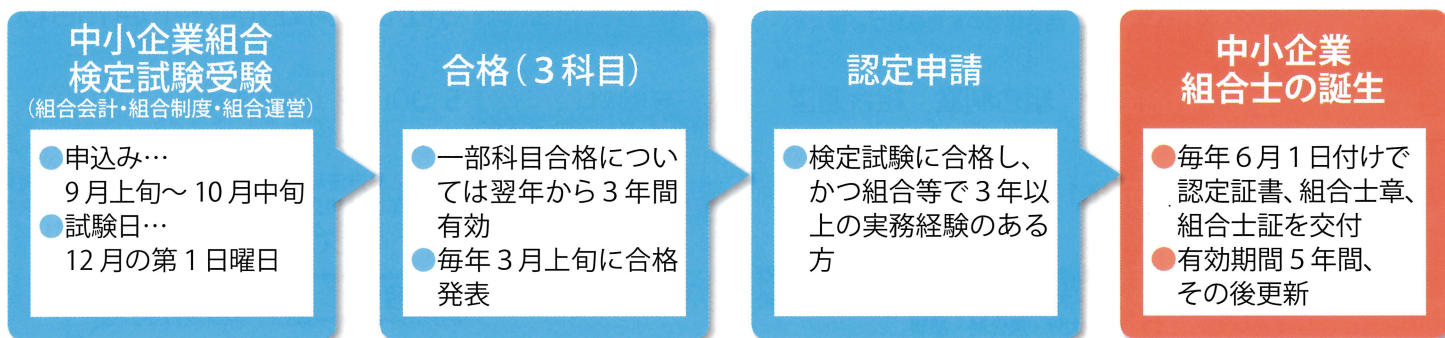 中小企業組合
検定試験受験
（組合会計・組合制度・組合運営）
●申込み…
9月上旬～10月中旬
●試験日…
12月の第1日曜日
合格（3科目）
●一部科目合格につい
ては翌年から3年間
有効
●毎年3月上旬に合格
発表
認定申請
●検定試験に合格し、
かつ組合等で3年以
上の実務経験のある
方
中小企業
組合士の誕生
●毎年6月1日付けで
認定証書、組合士章、
組合士証を交付
●有効期間5年間、
その後更新